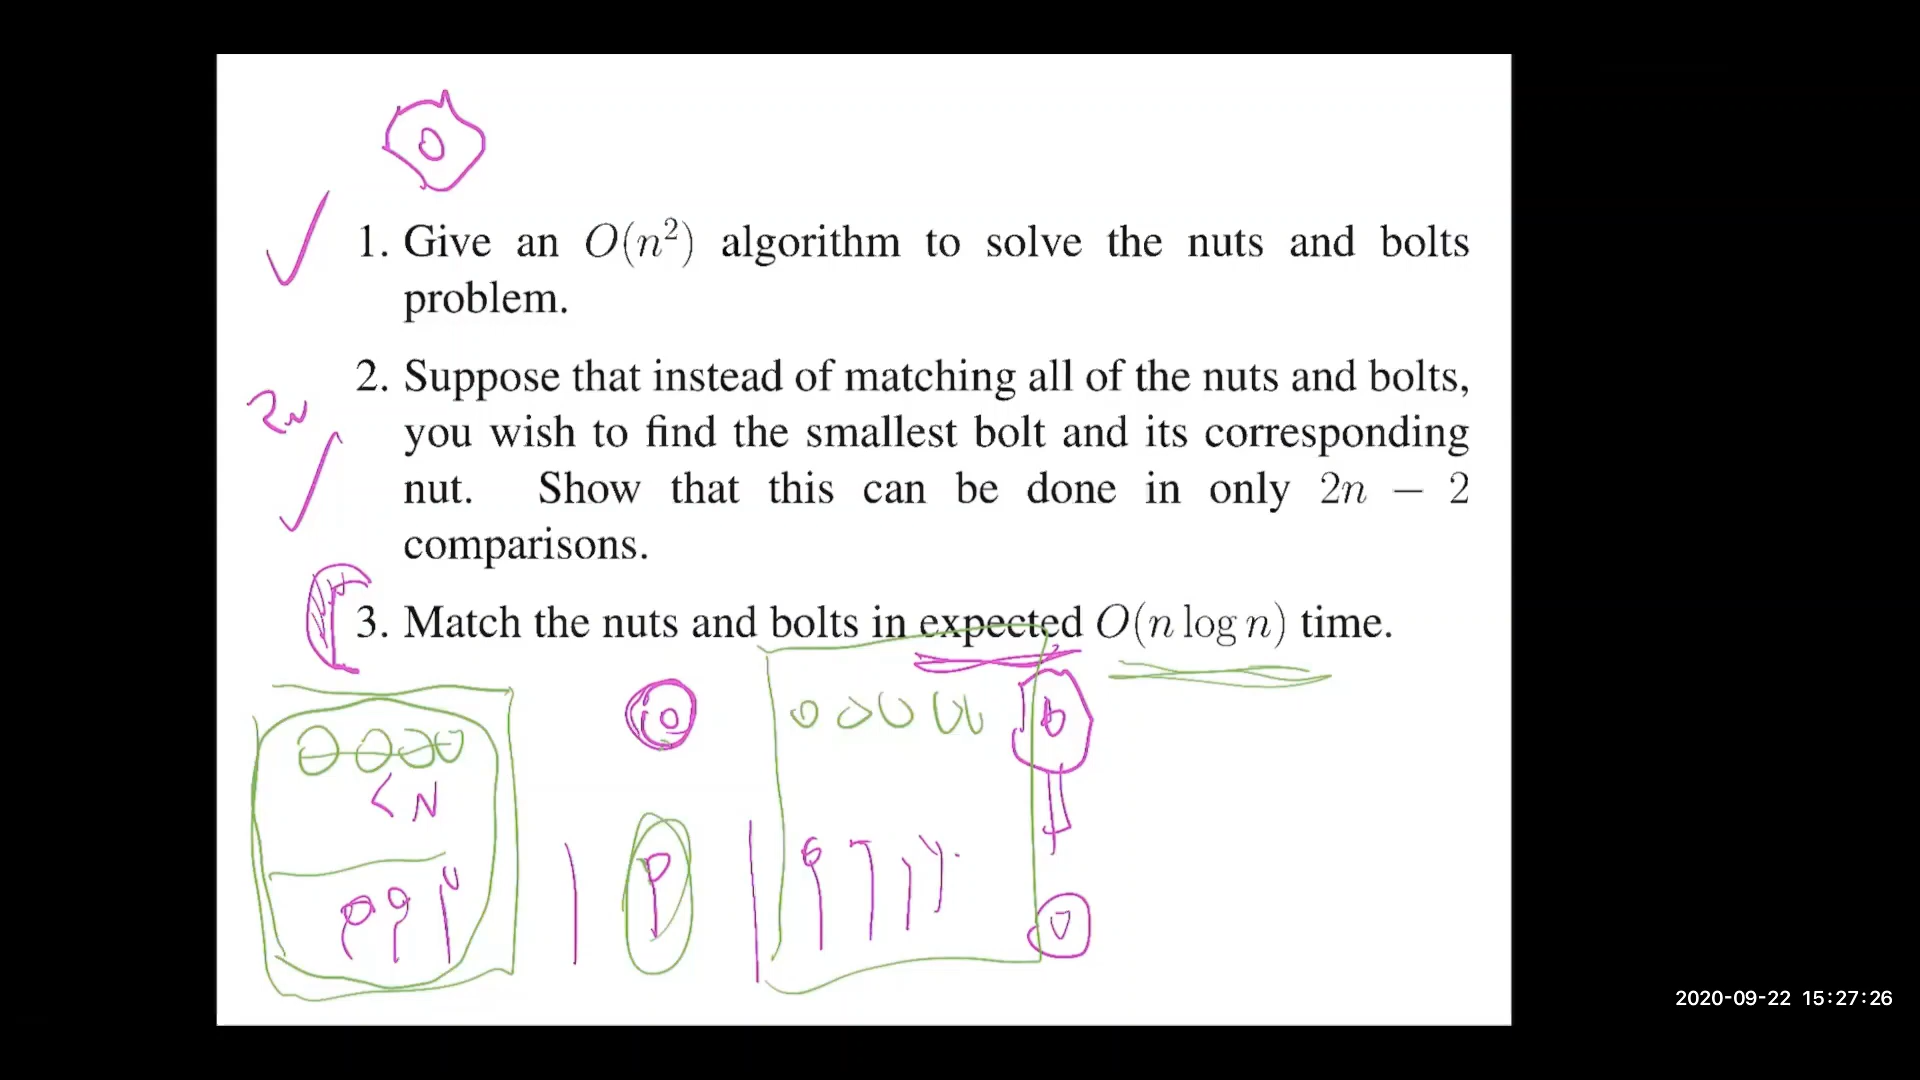 1. Give an O(n²) algorithm to solve the nuts and bolts
problem.
2n
2. Suppose that instead of matching all of the nuts and bolts,
you wish to find the smallest bolt and its corresponding
nut. Show that this can be done in only 2n − 2
comparisons.
3. Match the nuts and bolts in expected O(n log n) time.
< N
2020-09-22 15:27:26